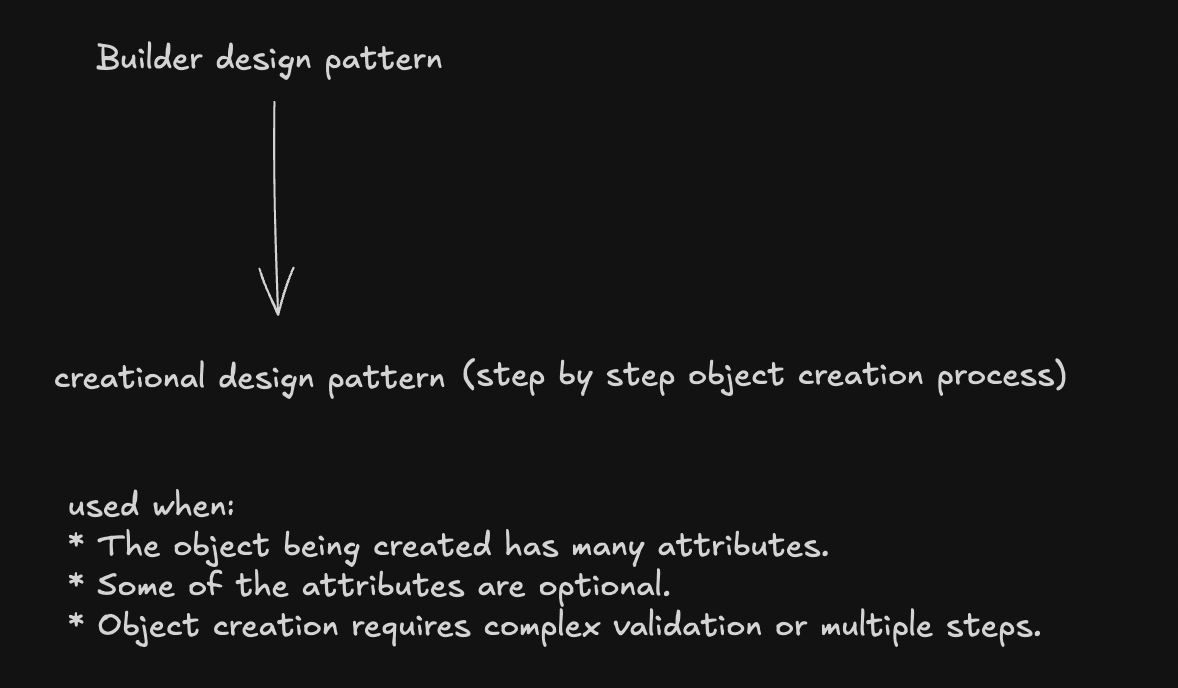 Builder design pattern
creational design pattern (step by step object creation process)
used when:
* The object being created has many attributes.
* Some of the attributes are optional.
* Object creation requires complex validation or multiple steps.